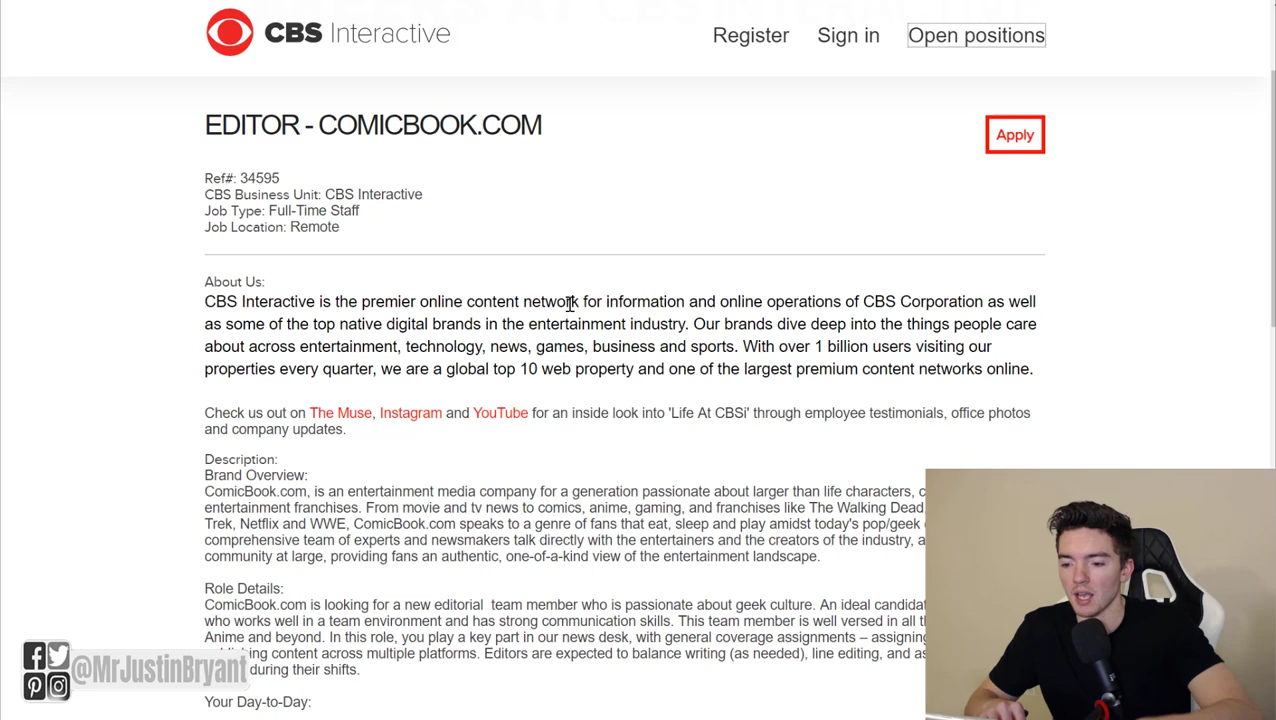 CBS Interactive
Register Sign in Open positions
EDITOR - COMICBOOK.COM
Apply
Ref#: 34595
CBS Business Unit: CBS Interactive
Job Type: Full-Time Staff
Job Location: Remote
About Us:
CBS Interactive is the premier online content network for information and online operations of CBS Corporation as well
as some of the top native digital brands in the entertainment industry. Our brands dive deep into the things people care
about across entertainment, technology, news, games, business and sports. With over 1 billion users visiting our
properties every quarter, we are a global top 10 web property and one of the largest premium content networks online.
Check us out on The Muse, Instagram and YouTube for an inside look into 'Life At CBSi' through employee testimonials, office photos
and company updates.
Description:
Brand Overview:
ComicBook.com, is an entertainment media company for a generation passionate about larger than life characters,
entertainment franchises. From movie and tv news to comics, anime, gaming, and franchises like The Walking Dead,
Trek, Netflix and WWE, ComicBook.com speaks to a genre of fans that eat, sleep and play amidst today's pop/geek
comprehensive team of experts and newsmakers talk directly with the entertainers and the creators of the industry,
community at large, providing fans an authentic, one-of-a-kind view of the entertainment landscape.
Role Details:
ComicBook.com is looking for a new editorial team member who is passionate about geek culture. An ideal
who works well in a team environment and has strong communication skills. This team member is well versed in all
Anime and beyond. In this role, you play a key part in our news desk, with general coverage assignments – assigning
content across multiple platforms. Editors are expected to balance writing (as needed), line editing, and
during their shifts.
@MrJustinBryant
Your Day-to-Day: